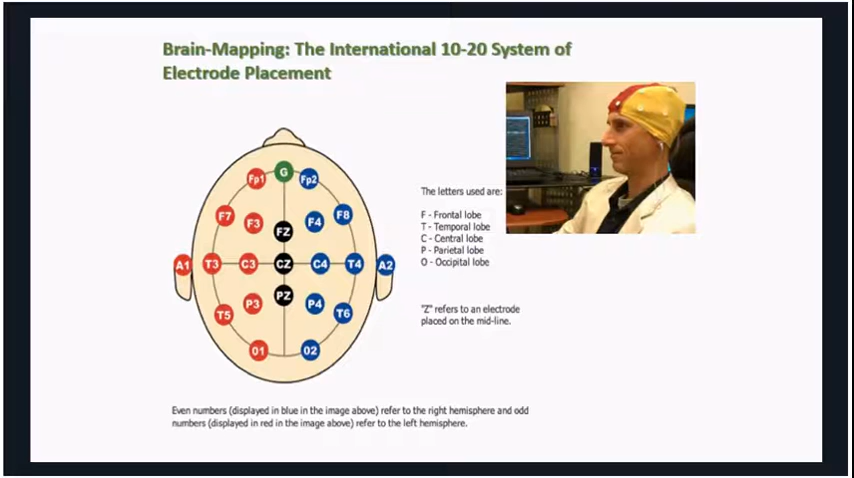 Brain-Mapping: The International 10-20 System of
Electrode Placement
G
Fp1
Fp2
F7
F3
FZ
F4
F8
A1
T3
C3
CZ
C4
T4
A2
T5
P3
PZ
P4
T6
01
02
The letters used are:
F - Frontal lobe
T - Temporal lobe
C - Central lobe
P - Parietal lobe
O - Occipital lobe
"Z" refers to an electrode
placed on the mid-line.
Even numbers (displayed in blue in the image above) refer to the right hemisphere and odd
numbers (displayed in red in the image above) refer to the left hemisphere.